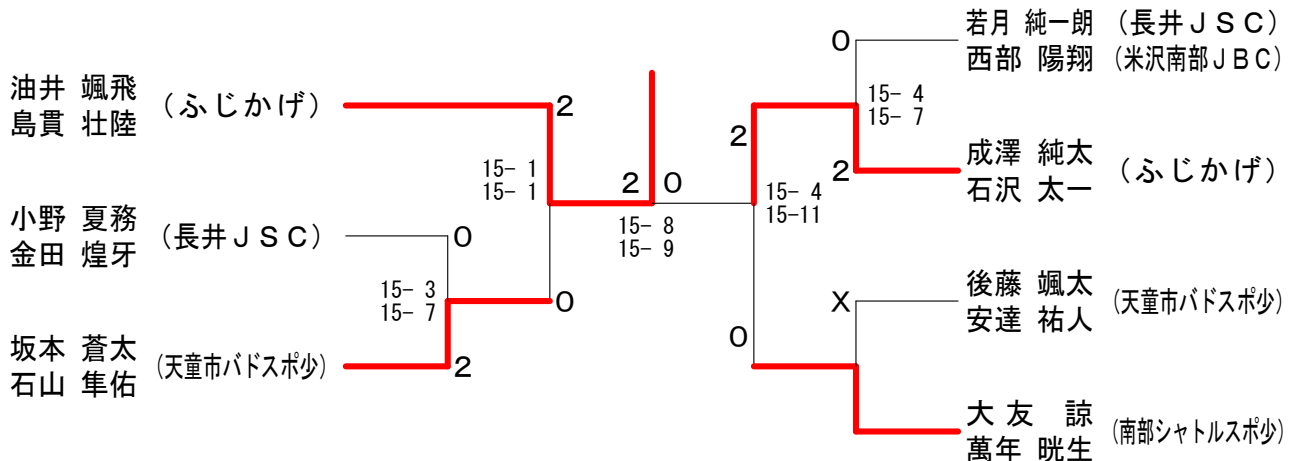 油井 颯飛
島貫 壮陸
(ふじかげ)
2
15- 1
15- 1
小野 夏務
金田 煌牙
(長井JSC)
0
15- 3
15- 7
0
坂本 蒼太
石山 隼佑
(天童市バドスポ少)
2
2 0
15- 8
15- 9
若月 純一朗 (長井JSC)
西部 陽翔 (米沢南部JBC)
0
15- 4
15- 7
2
成澤 純太
石沢 太一
(ふじかげ)
2
15- 4
15-11
後藤 颯太
安達 祐人
(天童市バドスポ少)
X
0
大友 諒
萬年 晄生
(南部シャトルスポ少)